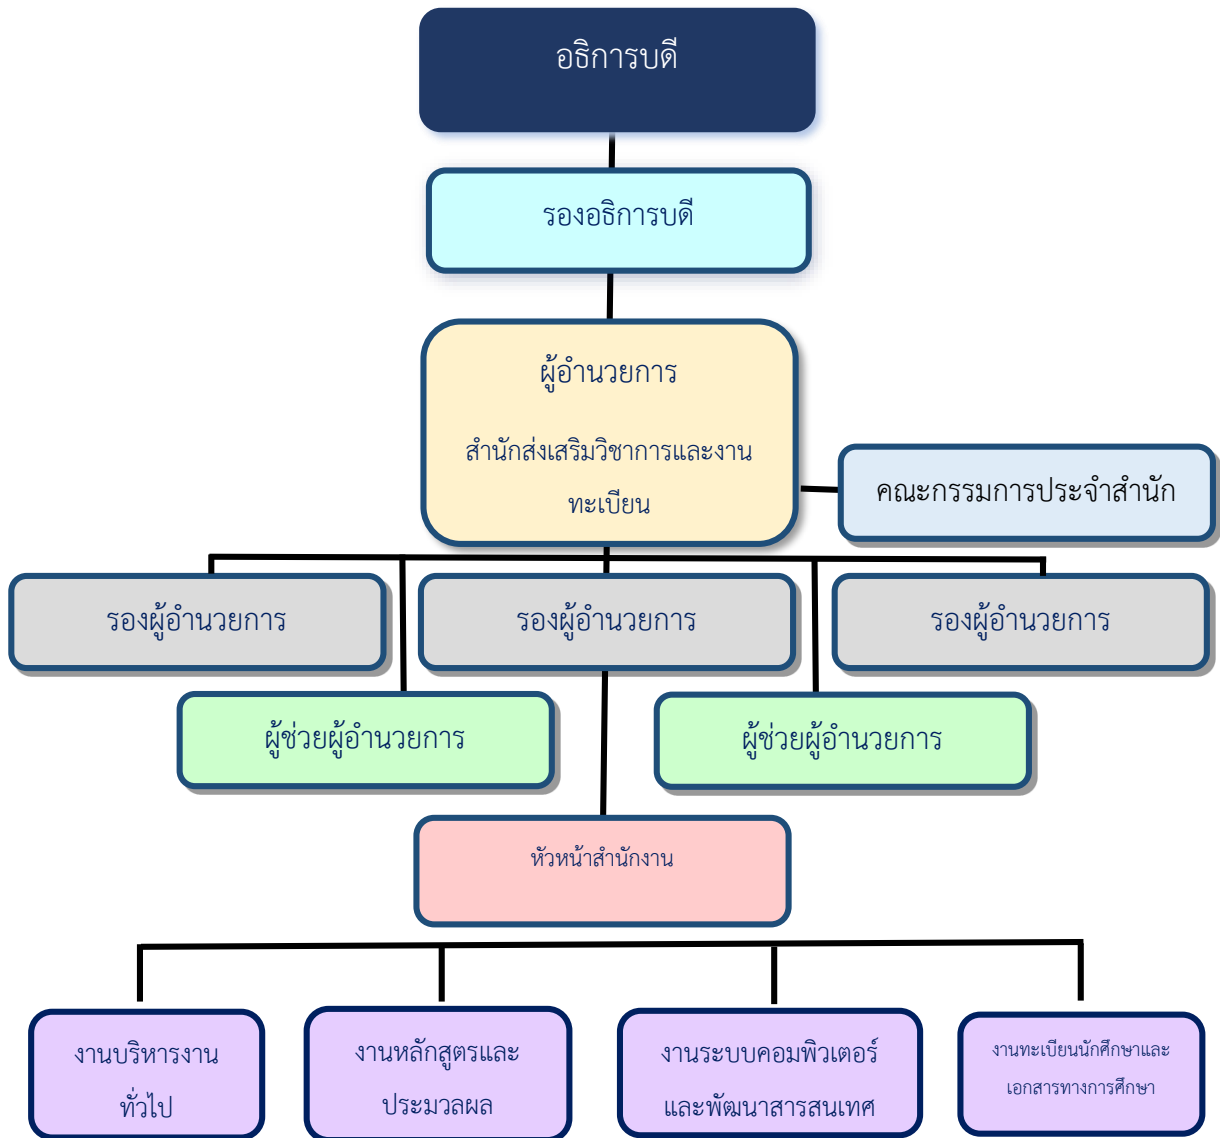 อธิการบดี
รองอธิการบดี
ผู้อำนวยการ
สำนักส่งเสริมวิชาการและงาน
ทะเบียน
คณะกรรมการประจำสำนัก
รองผู้อำนวยการ
รองผู้อำนวยการ
รองผู้อำนวยการ
ผู้ช่วยผู้อำนวยการ
ผู้ช่วยผู้อำนวยการ
หัวหน้าสำนักงาน
งานบริหารงาน
ทั่วไป
งานหลักสูตรและ
ประมวลผล
งานระบบคอมพิวเตอร์
และพัฒนาสารสนเทศ
งานทะเบียนนักศึกษาและ
เอกสารทางการศึกษา